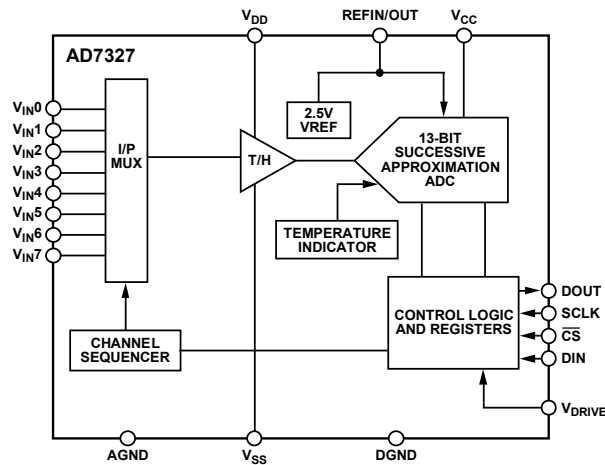 V_DD
REFIN/OUT
V_CC
AD7327
V_IN0
V_IN1
V_IN2
V_IN3
V_IN4
V_IN5
V_IN6
V_IN7
I/P
MUX
T/H
2.5V
VREF
13-BIT
SUCCESSIVE
APPROXIMATION
ADC
TEMPERATURE
INDICATOR
CHANNEL
SEQUENCER
CONTROL LOGIC
AND REGISTERS
DOUT
SCLK
C̅S̅
DIN
V_DRIVE
AGND
V_SS
DGND